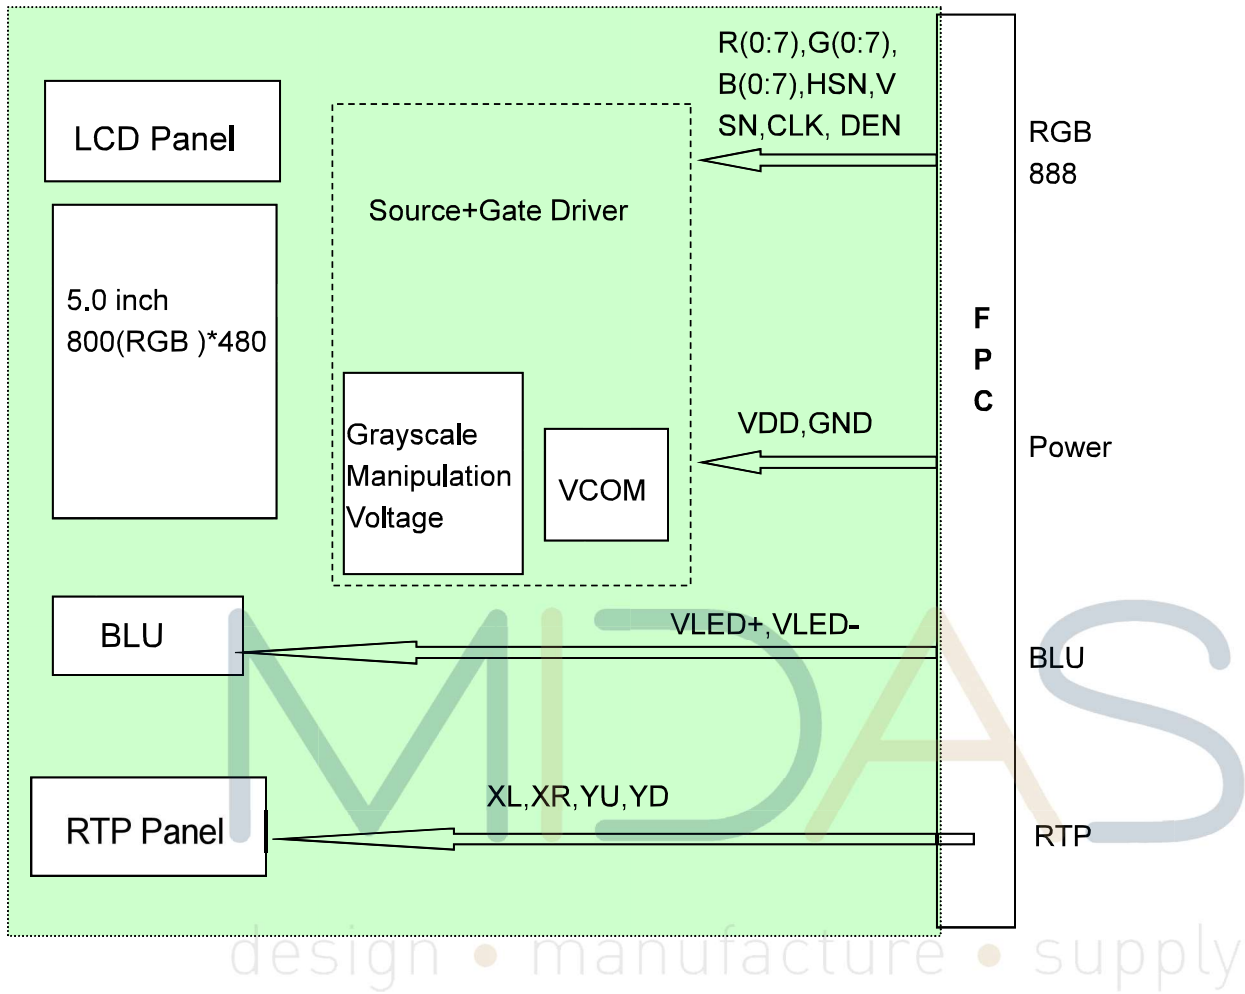 R(0:7),G(0:7),
B(0:7),HSN,V
SN,CLK, DEN
LCD Panel
RGB
888
Source+Gate Driver
5.0 inch
800(RGB )*480
F
P
C
Grayscale
Manipulation
Voltage
VCOM
VDD,GND
Power
BLU
VLED+,VLED-
BLU
XL,XR,YU,YD
RTP Panel
RTP
MIDAS
design • manufacture • supply